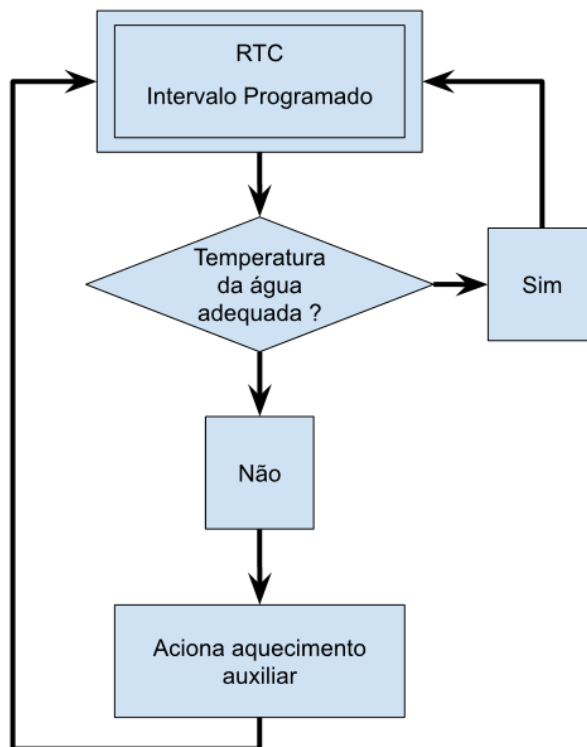 RTC
Intervalo Programado
Temperatura
da água
adequada ?
Sim
Não
Aciona aquecimento
auxiliar